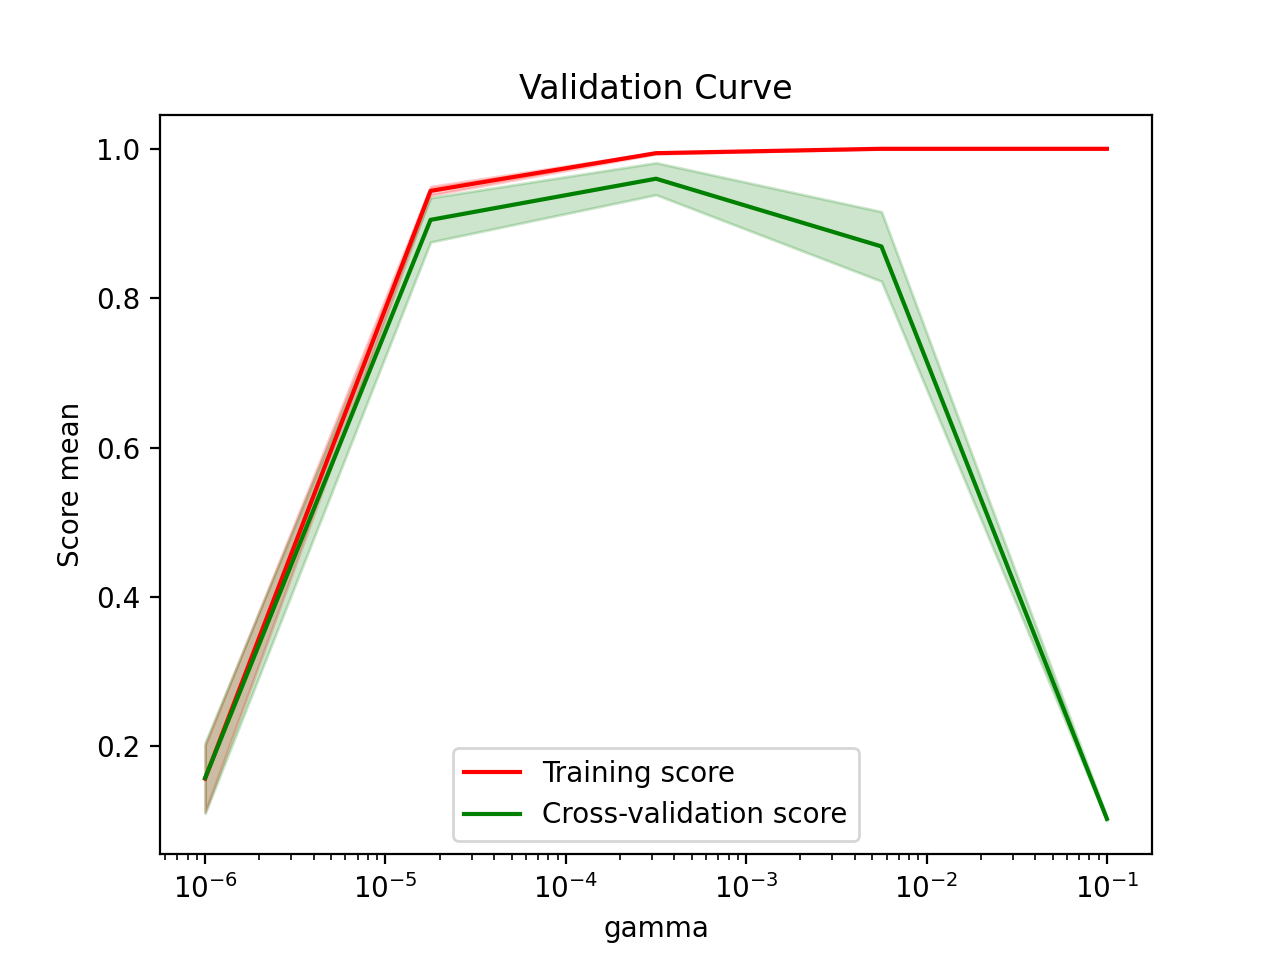 Validation Curve
1.0
0.8
0.6
0.4
0.2
Score mean
Training score
Cross-validation score
10⁻⁶ 10⁻⁵ 10⁻⁴ 10⁻³ 10⁻² 10⁻¹
gamma